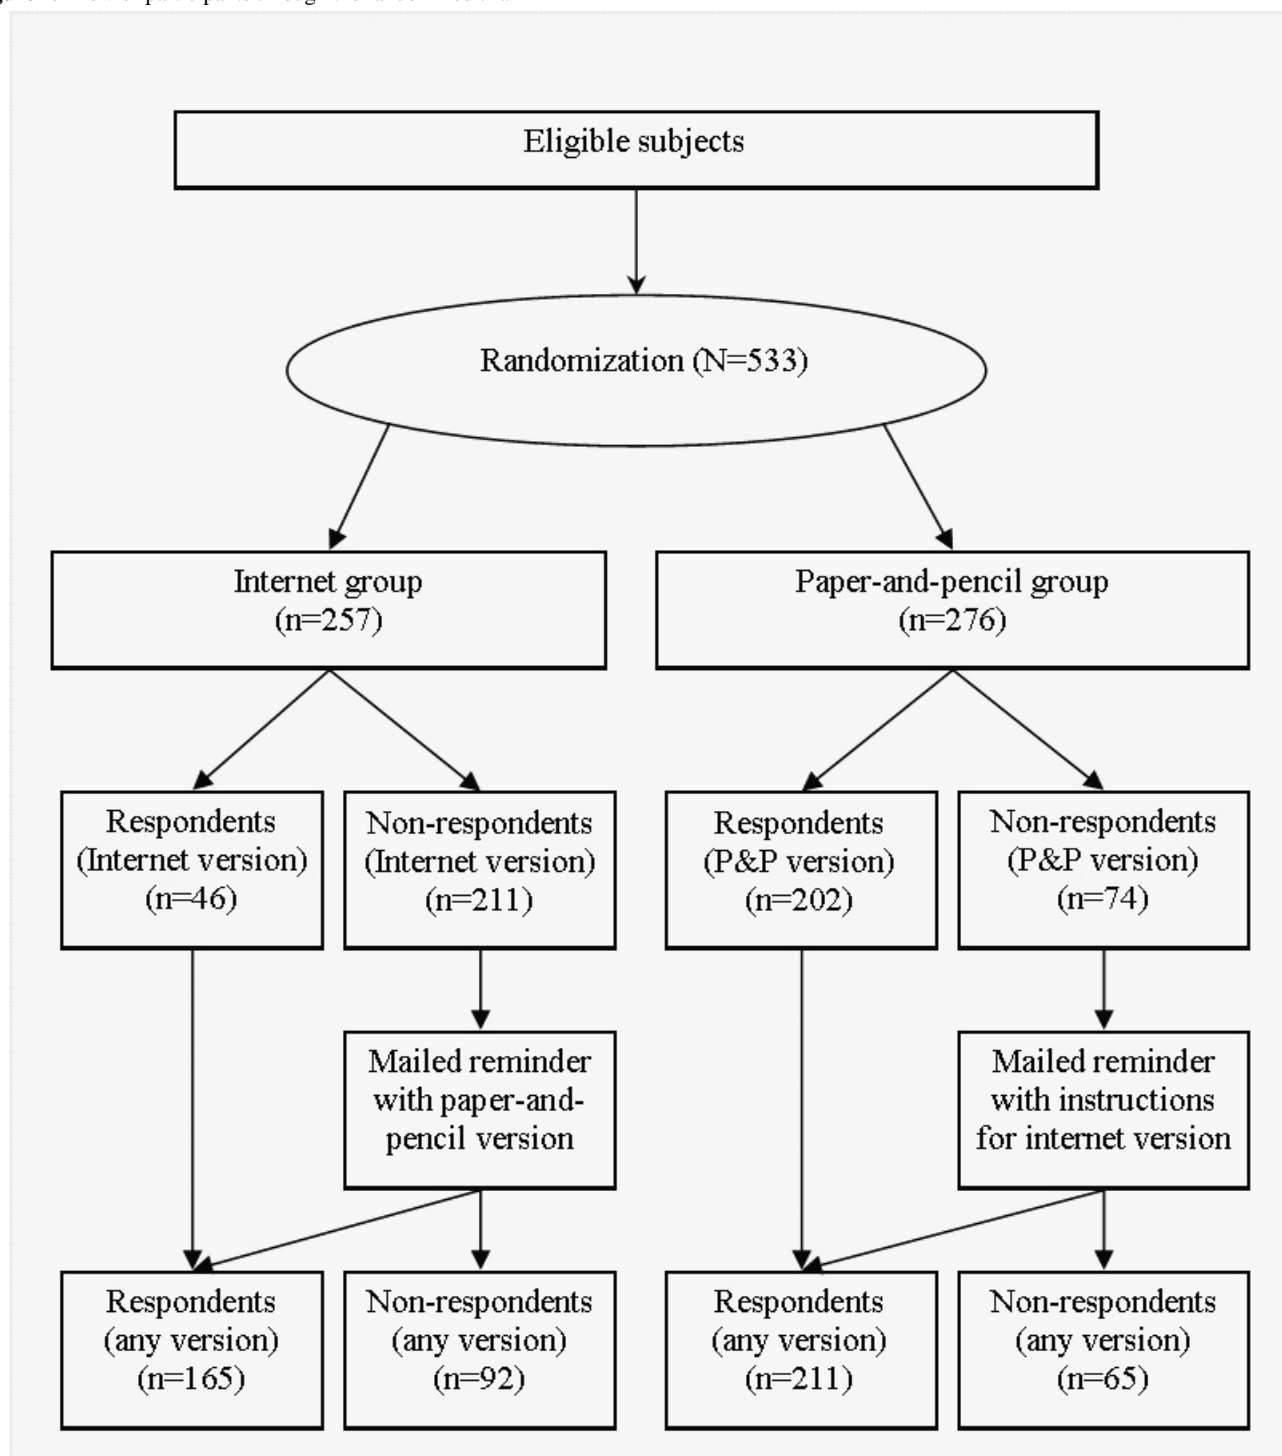 Eligible subjects
Randomization (N=533)
Internet group
(n=257)
Paper-and-pencil group
(n=276)
Respondents
(Internet version)
(n=46)
Non-respondents
(Internet version)
(n=211)
Respondents
(P&P version)
(n=202)
Non-respondents
(P&P version)
(n=74)
Mailed reminder
with paper-and-
pencil version
Mailed reminder
with instructions
for internet version
Respondents
(any version)
(n=165)
Non-respondents
(any version)
(n=92)
Respondents
(any version)
(n=211)
Non-respondents
(any version)
(n=65)